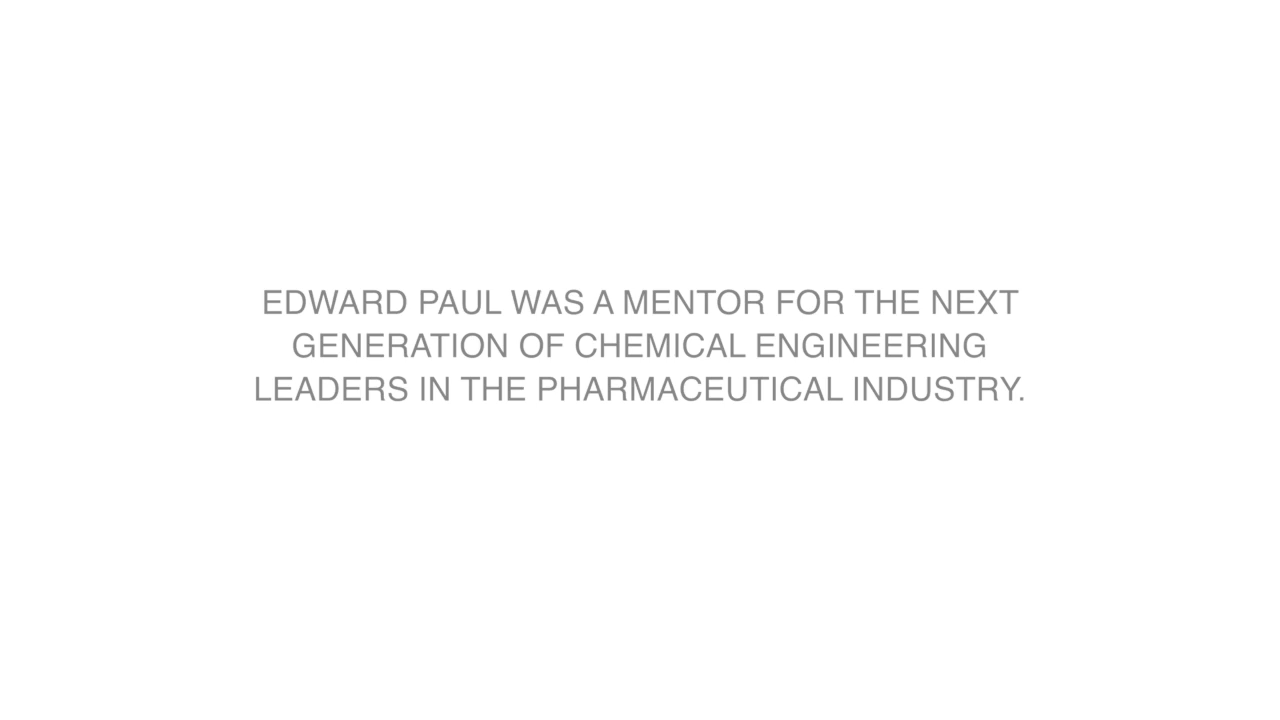 EDWARD PAUL WAS A MENTOR FOR THE NEXT
GENERATION OF CHEMICAL ENGINEERING
LEADERS IN THE PHARMACEUTICAL INDUSTRY.